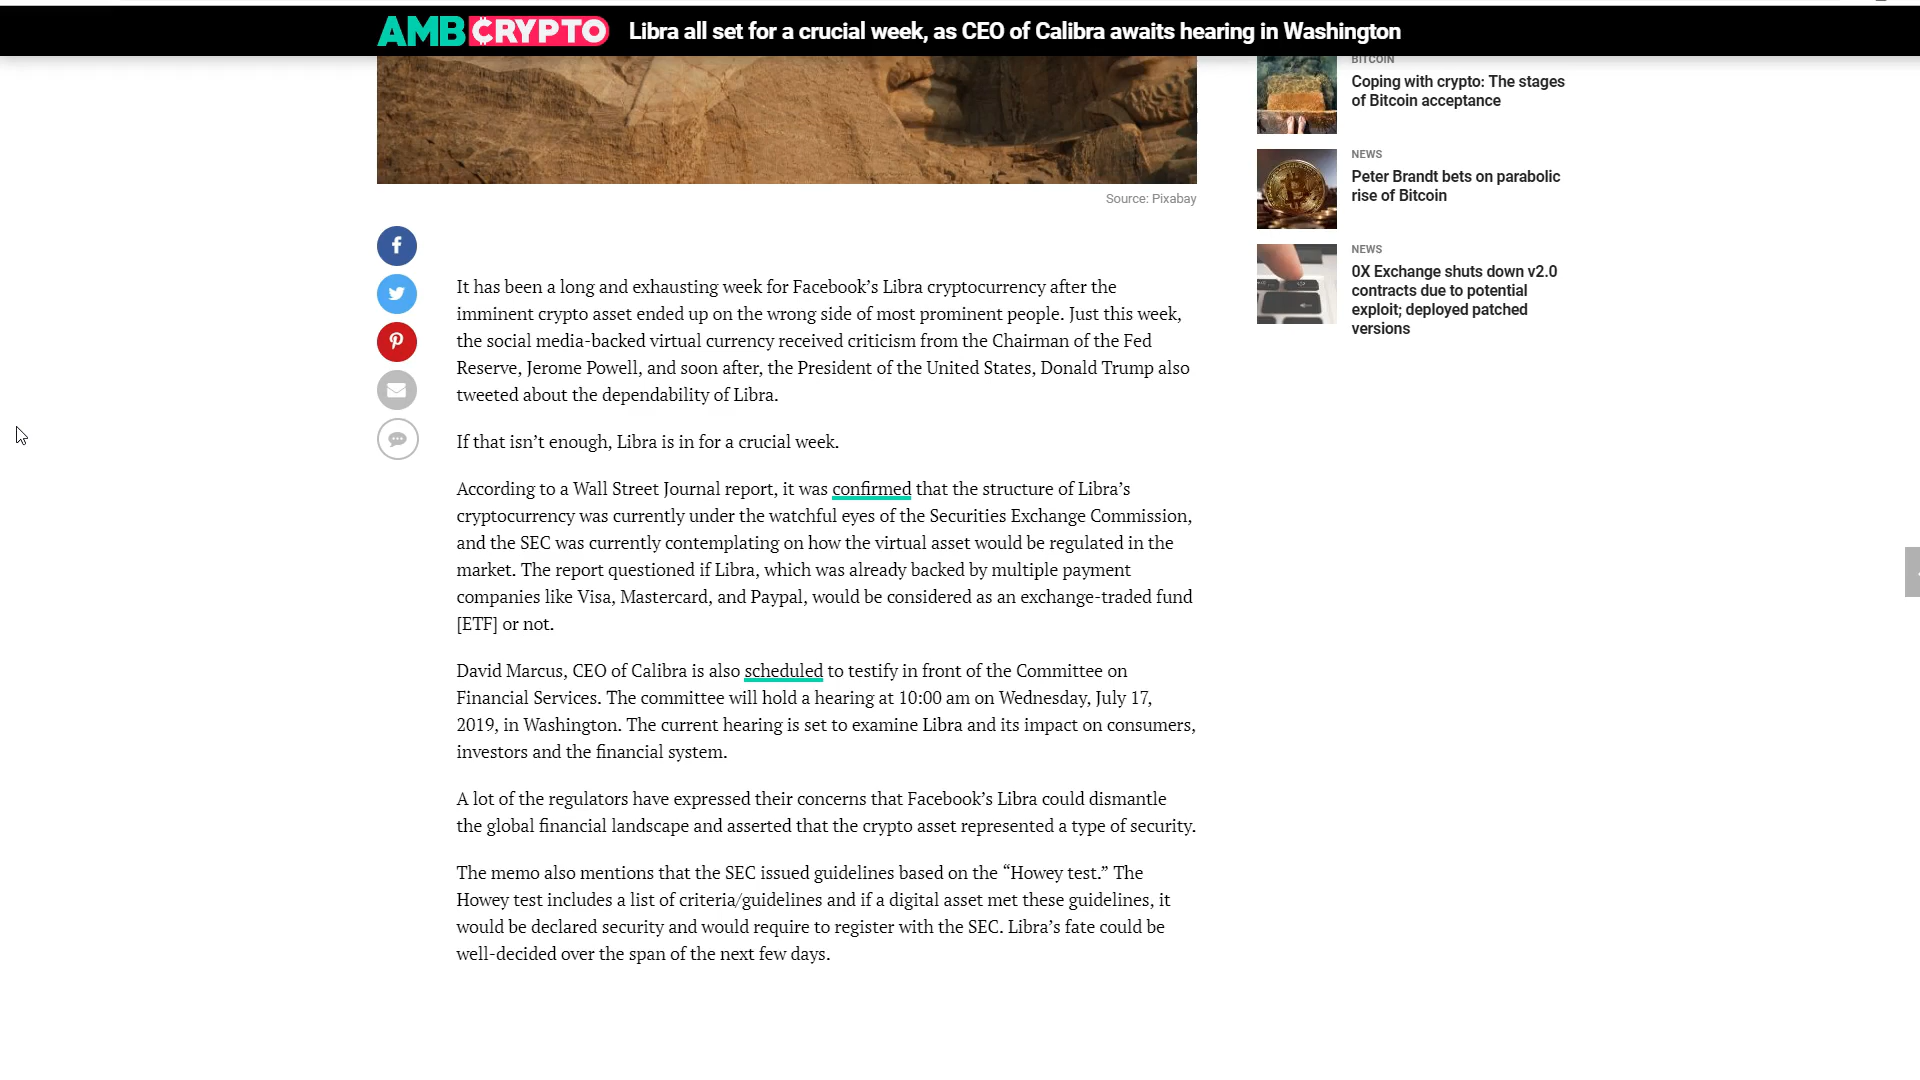 AMBCRYPTO Libra all set for a crucial week, as CEO of Calibra awaits hearing in Washington
BITCOIN
Coping with crypto: The stages
of Bitcoin acceptance
NEWS
Peter Brandt bets on parabolic
rise of Bitcoin
NEWS
0X Exchange shuts down v2.0
contracts due to potential
exploit; deployed patched
versions
Source: Pixabay
It has been a long and exhausting week for Facebook’s Libra cryptocurrency after the
imminent crypto asset ended up on the wrong side of most prominent people. Just this week,
the social media-backed virtual currency received criticism from the Chairman of the Fed
Reserve, Jerome Powell, and soon after, the President of the United States, Donald Trump also
tweeted about the dependability of Libra.
If that isn’t enough, Libra is in for a crucial week.
According to a Wall Street Journal report, it was confirmed that the structure of Libra’s
cryptocurrency was currently under the watchful eyes of the Securities Exchange Commission,
and the SEC was currently contemplating on how the virtual asset would be regulated in the
market. The report questioned if Libra, which was already backed by multiple payment
companies like Visa, Mastercard, and Paypal, would be considered as an exchange-traded fund
[ETF] or not.
David Marcus, CEO of Calibra is also scheduled to testify in front of the Committee on
Financial Services. The committee will hold a hearing at 10:00 am on Wednesday, July 17,
2019, in Washington. The current hearing is set to examine Libra and its impact on consumers,
investors and the financial system.
A lot of the regulators have expressed their concerns that Facebook’s Libra could dismantle
the global financial landscape and asserted that the crypto asset represented a type of security.
The memo also mentions that the SEC issued guidelines based on the “Howey test.” The
Howey test includes a list of criteria/guidelines and if a digital asset met these guidelines, it
would be declared security and would require to register with the SEC. Libra’s fate could be
well-decided over the span of the next few days.